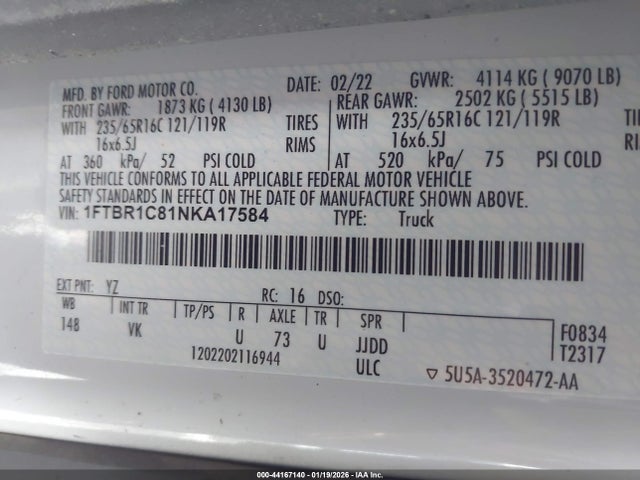 MFD. BY FORD MOTOR CO.
DATE: 02/22
GVWR: 4114 KG ( 9070 LB)
FRONT GAWR: 1873 KG ( 4130 LB)
REAR GAWR: 2502 KG ( 5515 LB)
WITH 235/65R16C 121/119R TIRES
WITH 235/65R16C 121/119R TIRES
16x6.5J RIMS
16x6.5J RIMS
AT 360 kPa/ 52 PSI COLD
AT 520 kPa/ 75 PSI COLD
THIS VEHICLE CONFORMS TO ALL APPLICABLE FEDERAL MOTOR VEHICLE
SAFETY STANDARDS IN EFFECT ON THE DATE OF MANUFACTURE SHOWN ABOVE.
VIN: 1FTBR1C81NKA17584
TYPE: Truck
EXT PNT: YZ
RC: 16 DSO:
WB INT TR TP/PS R AXLE TR SPR
148 VK U 73 U JJDD
F0834
T2317
1202202116944
ULC
▽ 5U5A-3520472-AA
000-44167140 - 01/19/2026 - IAA Inc.